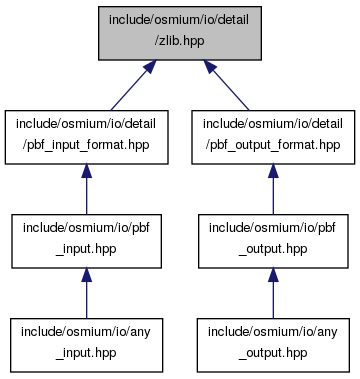 include/osmium/io/detail
/zlib.hpp
include/osmium/io/detail
/pbf_input_format.hpp
include/osmium/io/detail
/pbf_output_format.hpp
include/osmium/io/pbf
_input.hpp
include/osmium/io/pbf
_output.hpp
include/osmium/io/any
_input.hpp
include/osmium/io/any
_output.hpp